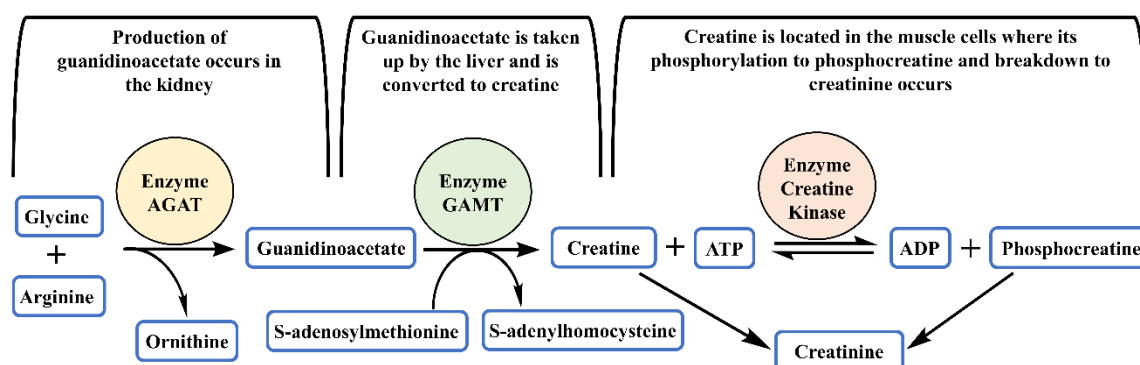 Production of
guanidinoacetate occurs in
the kidney
Guanidinoacetate is taken
up by the liver and is
converted to creatine
Creatine is located in the muscle cells where its
phosphorylation to phosphocreatine and breakdown to
creatinine occurs
Enzyme
AGAT
Enzyme
GAMT
Enzyme
Creatine
Kinase
Glycine
+
Arginine
Guanidinoacetate
Creatine + ATP
ADP + Phosphocreatine
Ornithine
S-adenosylmethionine
S-adenylhomocysteine
Creatinine